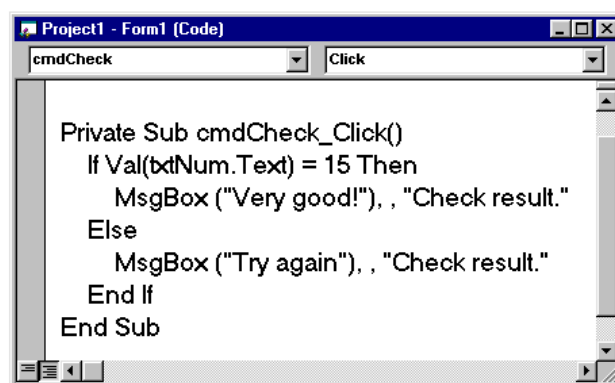 Project1 - Form1 (Code)
cmdCheck Click
Private Sub cmdCheck_Click()
If Val(txtNum.Text) = 15 Then
MsgBox ("Very good!"), , "Check result."
Else
MsgBox ("Try again"), , "Check result."
End If
End Sub